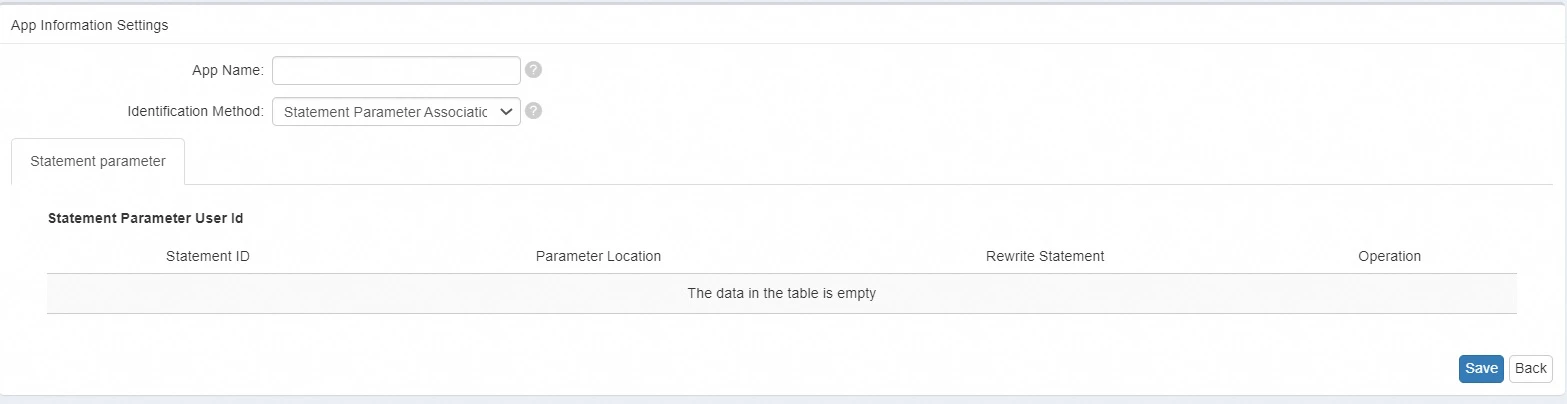 App Information Settings
App Name:
?
Identification Method: Statement Parameter Associatic
?
Statement parameter
Statement Parameter User Id
Statement ID Parameter Location Rewrite Statement Operation
The data in the table is empty
Save Back